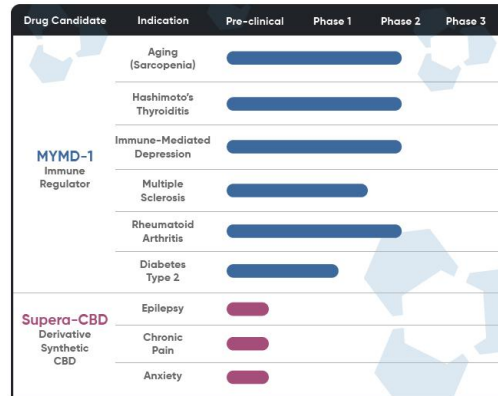 Drug Candidate Indication Pre-clinical Phase 1 Phase 2 Phase 3
Aging
(Sarcopenia)
Hashimoto's
Thyroiditis
Immune-Mediated
Depression
MYMD-1
Immune
Regulator
Multiple
Sclerosis
Rheumatoid
Arthritis
Diabetes
Type 2
Supera-CBD
Derivative
Synthetic
CBD
Epilepsy
Chronic
Pain
Anxiety